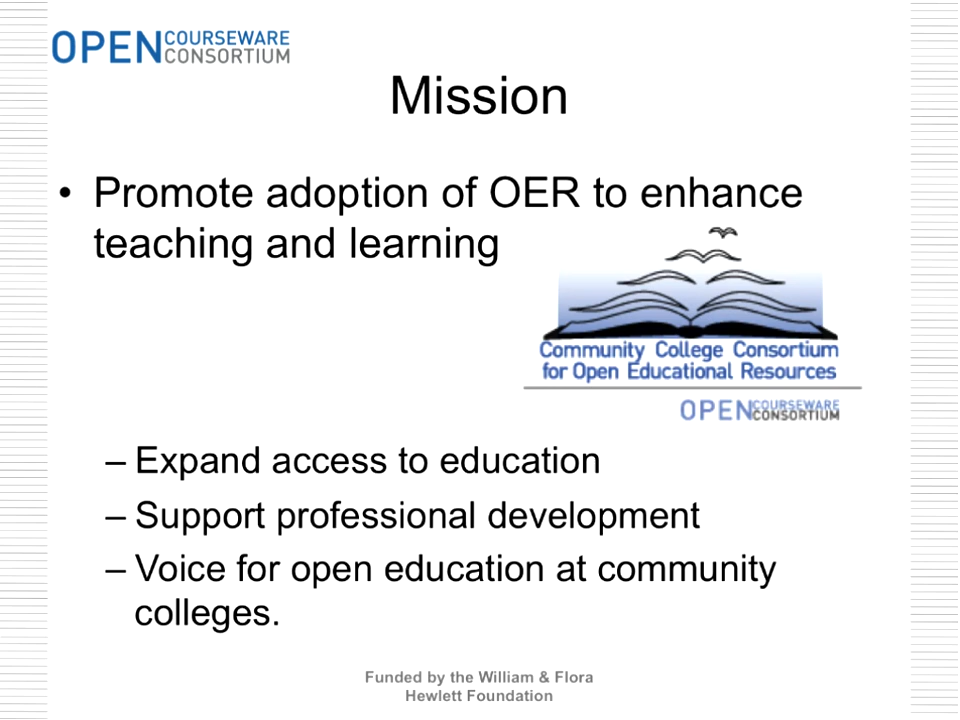 OPEN COURSEWARE
CONSORTIUM
Mission
• Promote adoption of OER to enhance
teaching and learning
Community College Consortium
for Open Educational Resources
OPEN COURSEWARE
CONSORTIUM
– Expand access to education
– Support professional development
– Voice for open education at community
colleges.
Funded by the William & Flora
Hewlett Foundation